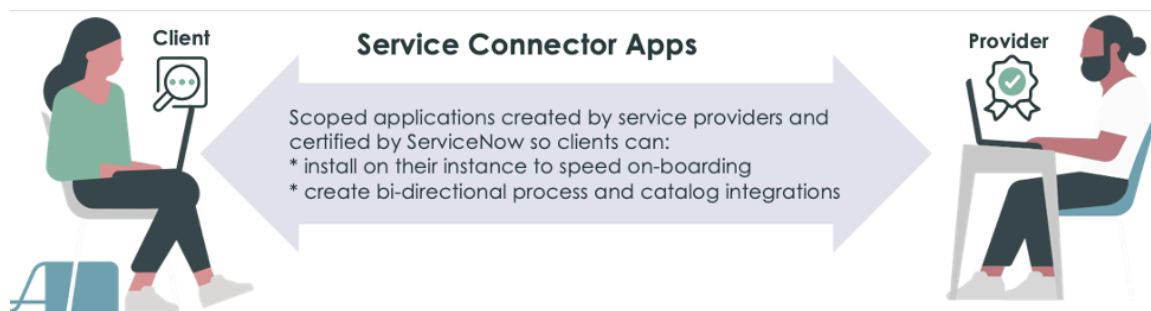 Client
Service Connector Apps
Provider
Scoped applications created by service providers and
certified by ServiceNow so clients can:
* install on their instance to speed on-boarding
* create bi-directional process and catalog integrations